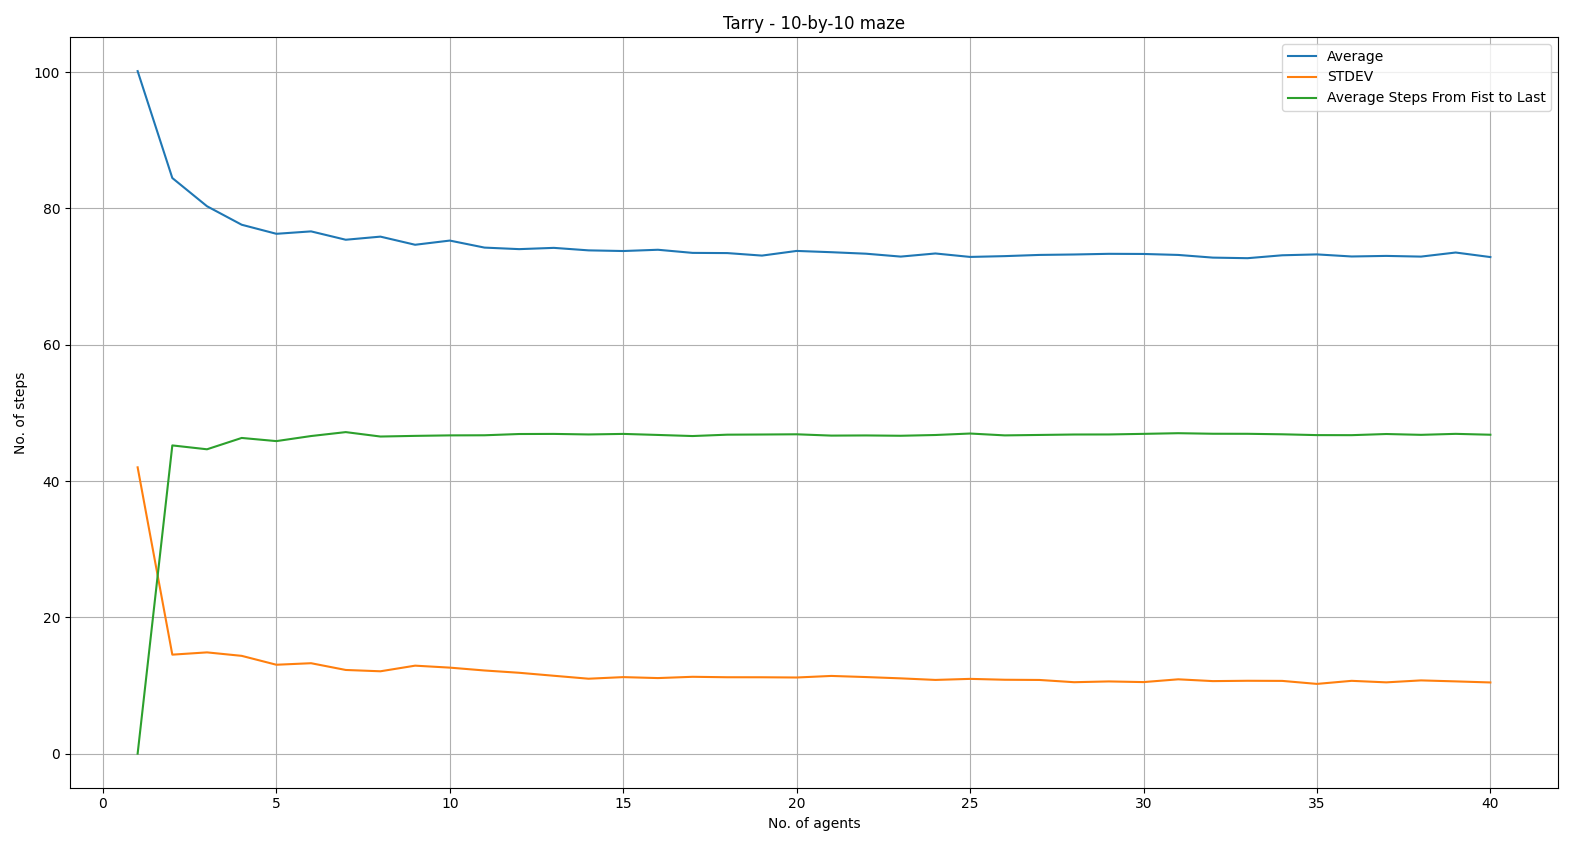 Tarry - 10-by-10 maze
Average
STDEV
Average Steps From Fist to Last
No. of steps
100
80
60
40
20
0
0 5 10 15 20 25 30 35 40
No. of agents